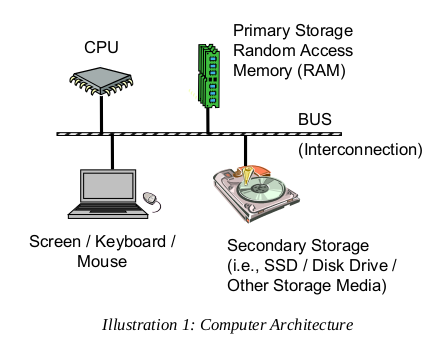 CPU
Primary Storage
Random Access
Memory (RAM)
BUS
(Interconnection)
Screen / Keyboard /
Mouse
Secondary Storage
(i.e., SSD / Disk Drive /
Other Storage Media)
Illustration 1: Computer Architecture